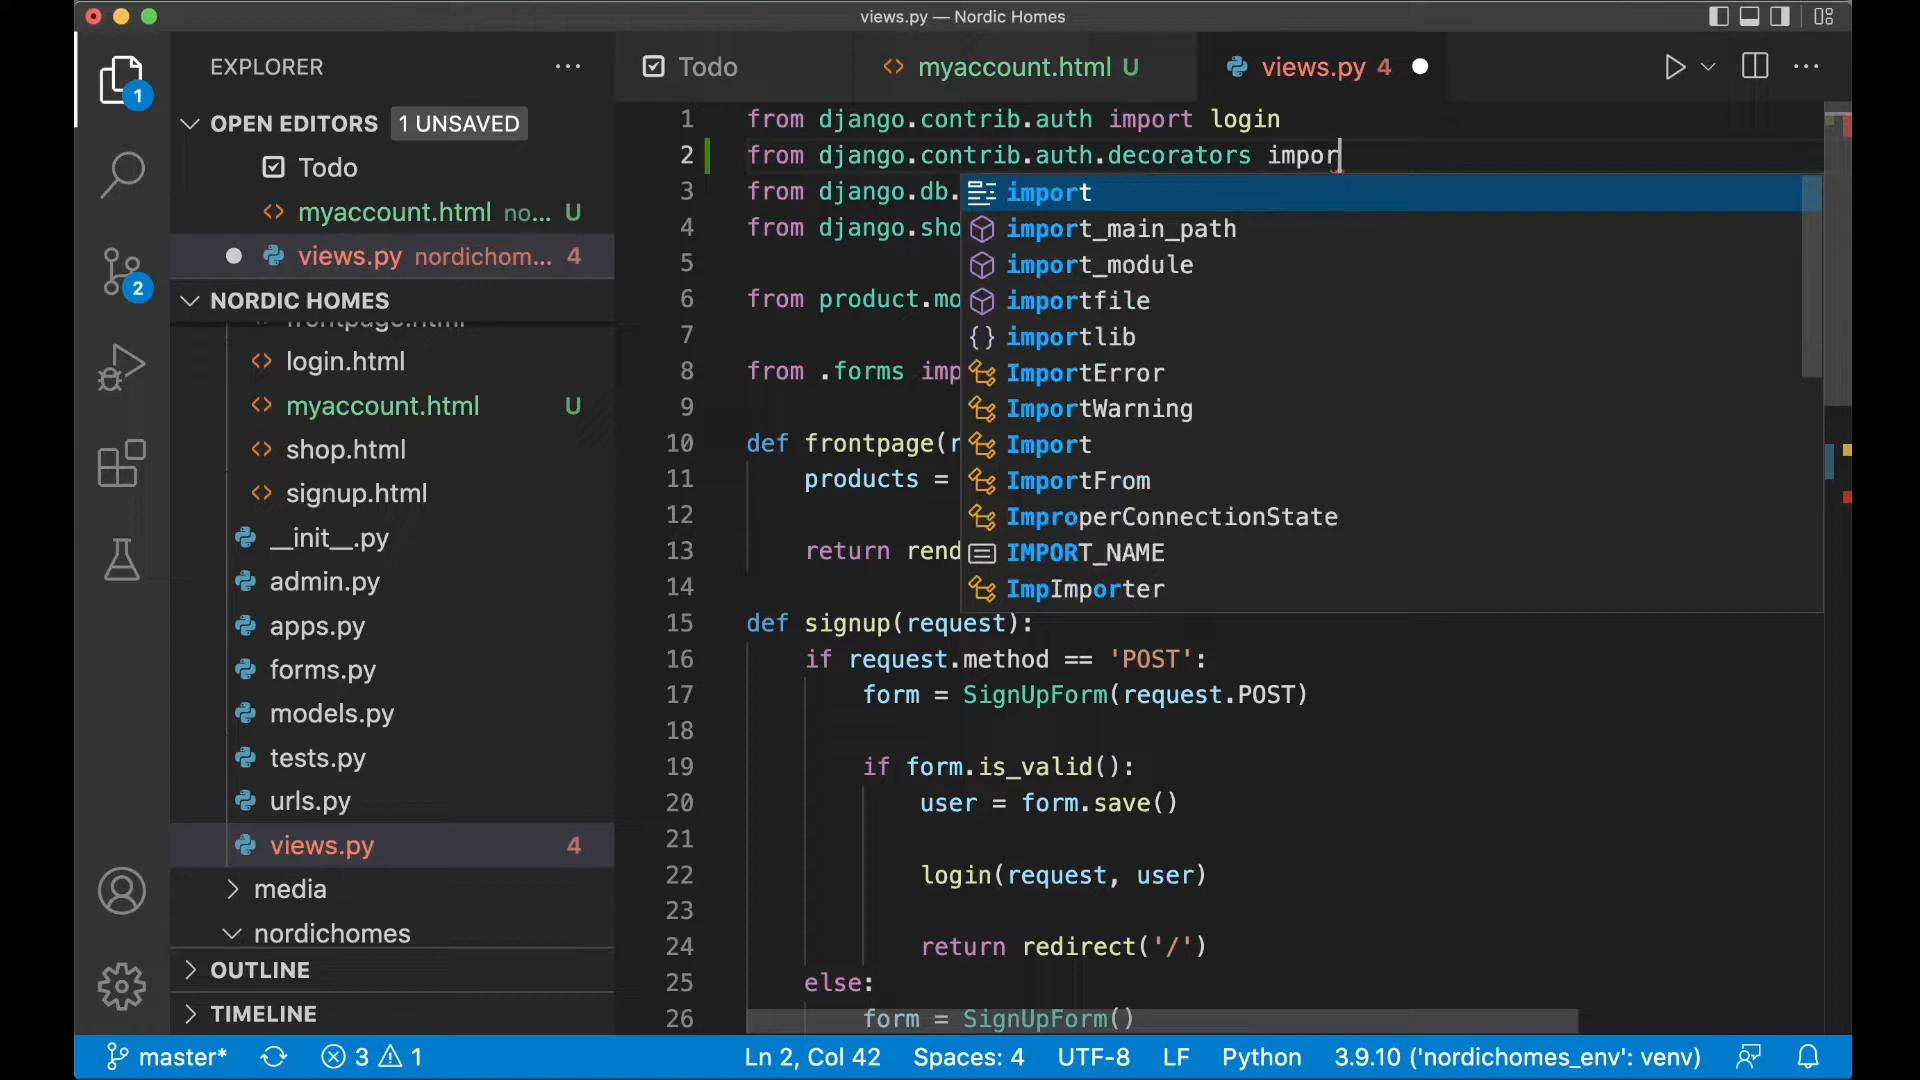 views.py — Nordic Homes
EXPLORER
Todo
myaccount.html U
views.py 4
1
OPEN EDITORS 1 UNSAVED
Todo
myaccount.html no... U
views.py nordichom... 4
2
NORDIC HOMES
frontpage.html
login.html
myaccount.html U
shop.html
signup.html
__init__.py
admin.py
apps.py
forms.py
models.py
tests.py
urls.py
views.py 4
media
nordichomes
OUTLINE
TIMELINE
1 from django.contrib.auth import login
2 from django.contrib.auth.decorators impor
3 from django.db.
4 from django.sho
5
6 from product.mo
7
8 from .forms imp
9
10 def frontpage(r
11 products =
12
13 return rend
14
15 def signup(request):
16 if request.method == 'POST':
17 form = SignUpForm(request.POST)
18
19 if form.is_valid():
20 user = form.save()
21
22 login(request, user)
23
24 return redirect('/')
25 else:
26 form = SignUpForm()
import
import_main_path
import_module
importfile
importlib
ImportError
ImportWarning
Import
ImportFrom
ImproperConnectionState
IMPORT_NAME
ImpImporter
master* 3 1 Ln 2, Col 42 Spaces: 4 UTF-8 LF Python 3.9.10 ('nordichomes_env': venv)